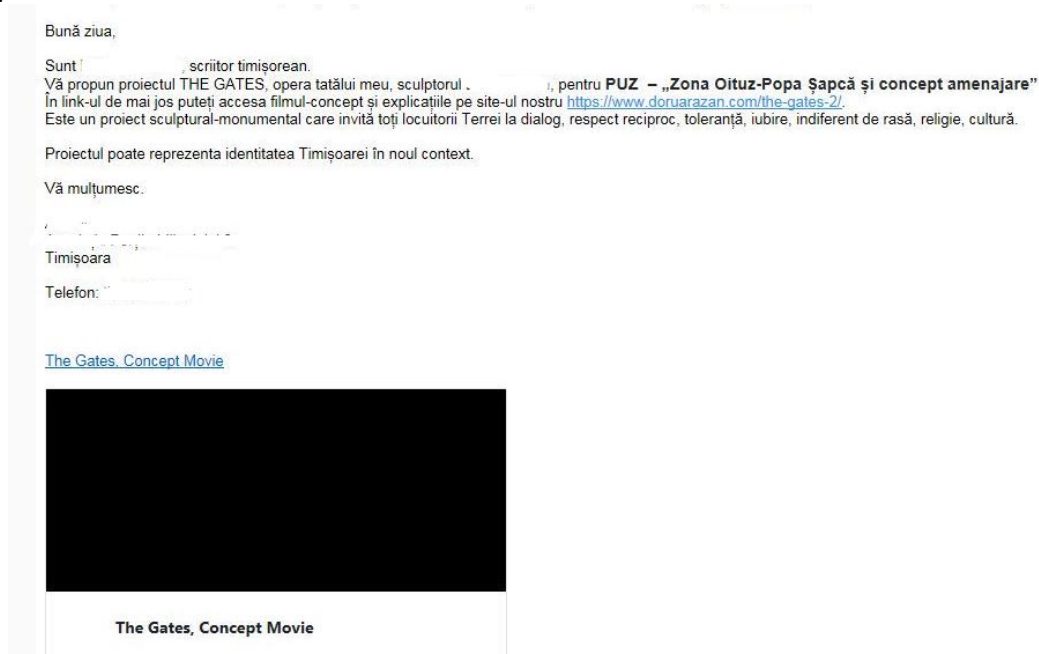 Bună ziua,
Sunt , scriitor timișorean.
Vă propun proiectul THE GATES, opera tatălui meu, sculptorul , pentru PUZ – „Zona Oituz-Popa Șapcă și concept amenajare”
În link-ul de mai jos puteți accesa filmul-concept și explicațiile pe site-ul nostru https://www.doruarazan.com/the-gates-2/.
Este un proiect sculptural-monumental care invită toți locuitorii Terrei la dialog, respect reciproc, toleranță, iubire, indiferent de rasă, religie, cultură.
Proiectul poate reprezenta identitatea Timișoarei în noul context.
Vă mulțumesc.
Timișoara
Telefon:
The Gates, Concept Movie
The Gates, Concept Movie